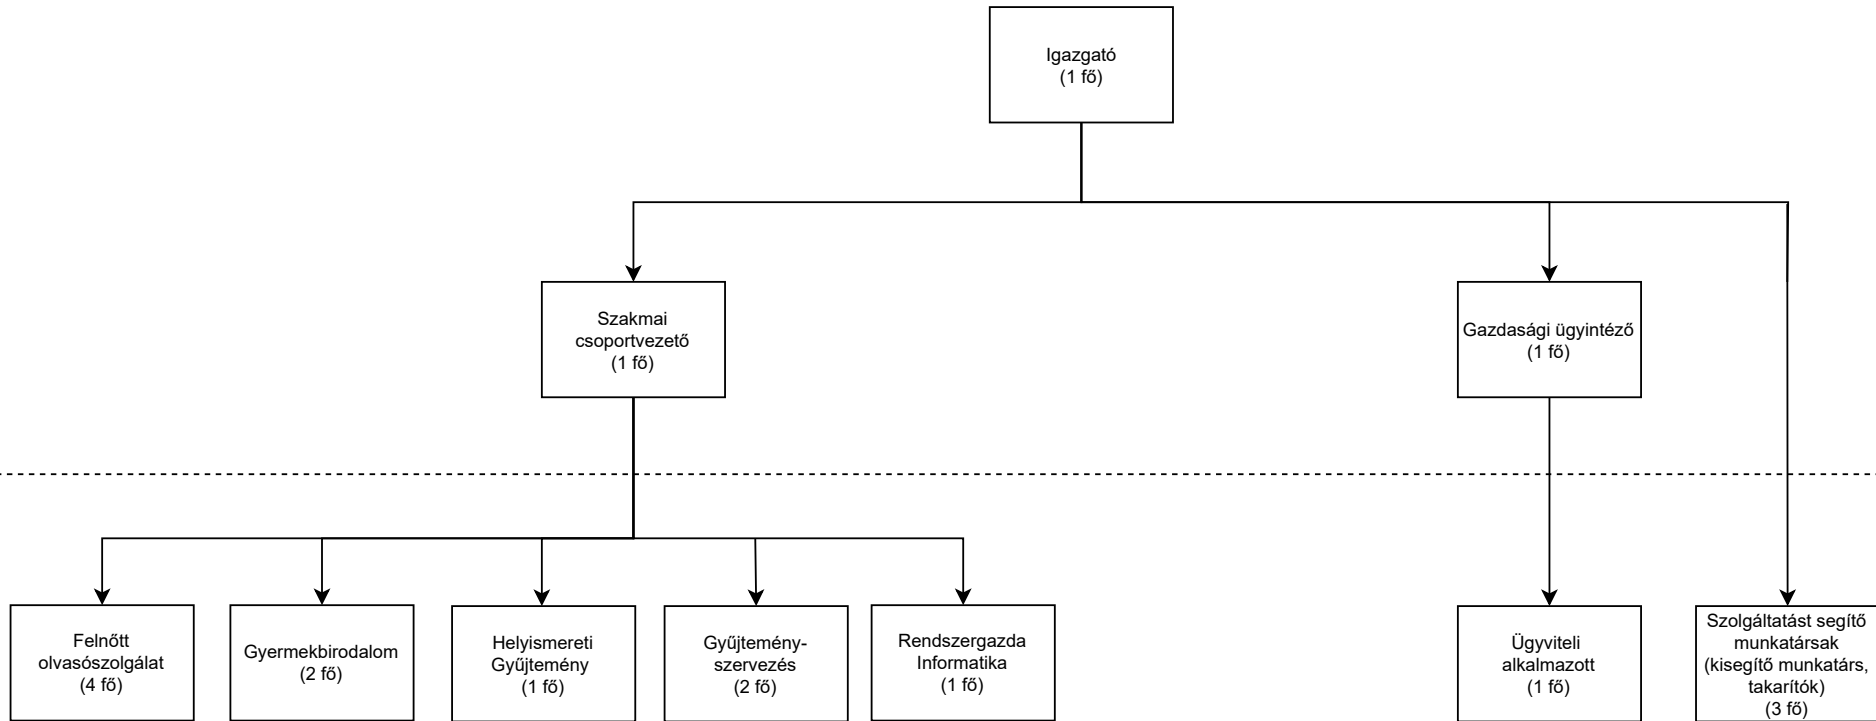 Igazgató
(1 fő)
Szakmai
csoportvezető
(1 fő)
Gazdasági ügyintéző
(1 fő)
Felnőtt
olvasószolgálat
(4 fő)
Gyermekbirodalom
(2 fő)
Helyismereti
Gyűjtemény
(1 fő)
Gyűjtemény-
szervezés
(2 fő)
Rendszergazda
Informatika
(1 fő)
Ügyviteli
alkalmazott
(1 fő)
Szolgáltatást segítő
munkatársak
(kisegítő munkatárs,
takarítók)
(3 fő)